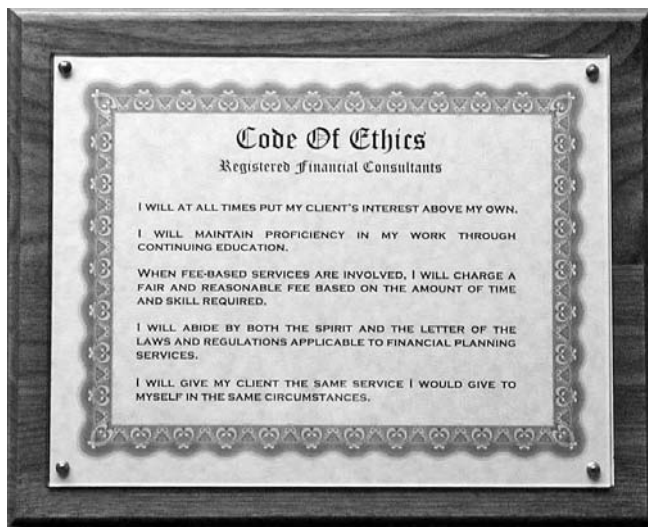 Code Of Ethics
Registered Financial Consultants
I WILL AT ALL TIMES PUT MY CLIENT'S INTEREST ABOVE MY OWN.
I WILL MAINTAIN PROFICIENCY IN MY WORK THROUGH
CONTINUING EDUCATION.
WHEN FEE-BASED SERVICES ARE INVOLVED, I WILL CHARGE A
FAIR AND REASONABLE FEE BASED ON THE AMOUNT OF TIME
AND SKILL REQUIRED.
I WILL ABIDE BY BOTH THE SPIRIT AND THE LETTER OF THE
LAWS AND REGULATIONS APPLICABLE TO FINANCIAL PLANNING
SERVICES.
I WILL GIVE MY CLIENT THE SAME SERVICE I WOULD GIVE TO
MYSELF IN THE SAME CIRCUMSTANCES.